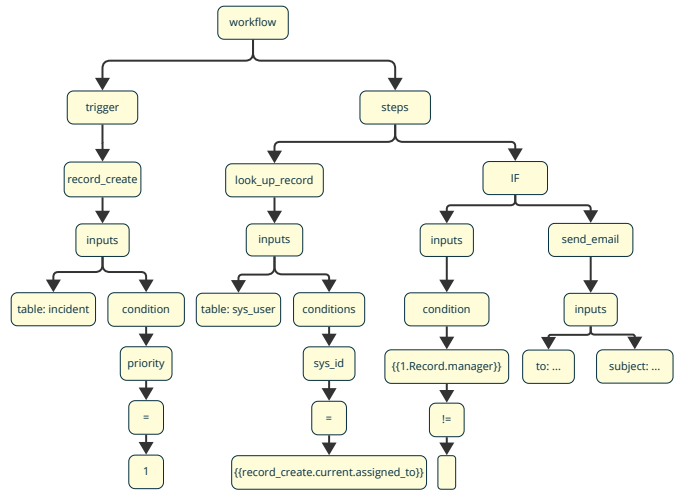 workflow
trigger
steps
record_create
look_up_record
IF
inputs
inputs
inputs
send_email
table: incident
condition
table: sys_user
conditions
condition
inputs
priority
sys_id
{{1.Record.manager}}
to: ...
subject: ...
=
=
!=
1
{{record_create.current.assigned_to}}